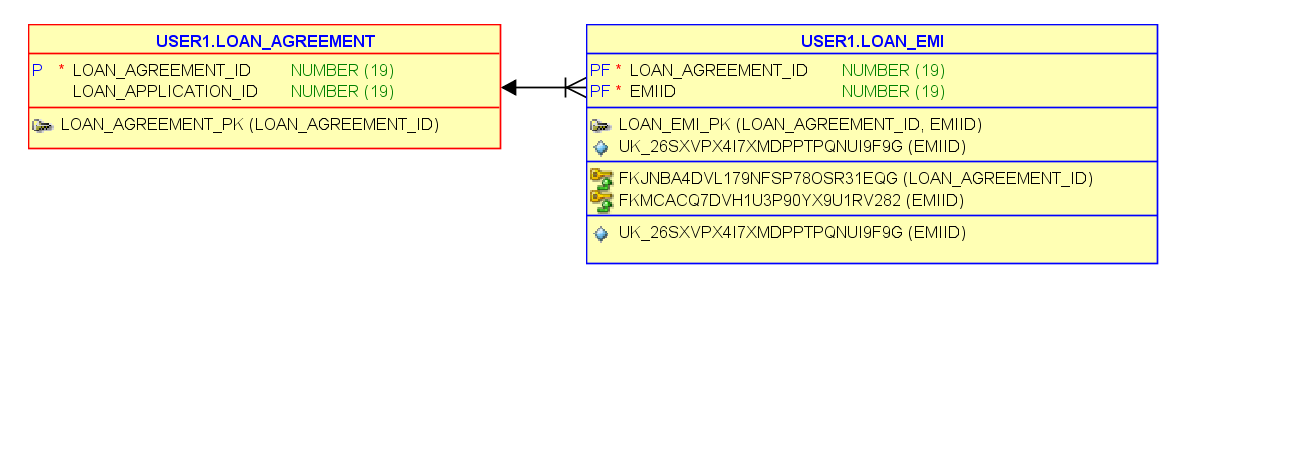 USER1.LOAN_AGREEMENT
P * LOAN_AGREEMENT_ID NUMBER (19)
LOAN_APPLICATION_ID NUMBER (19)
LOAN_AGREEMENT_PK (LOAN_AGREEMENT_ID)
USER1.LOAN_EMI
PF * LOAN_AGREEMENT_ID NUMBER (19)
PF * EMIID NUMBER (19)
LOAN_EMI_PK (LOAN_AGREEMENT_ID, EMIID)
UK_26SXVPX4I7XMDPPTPQNUI9F9G (EMIID)
FKJNBA4DVL179NFSP78OSR31EQG (LOAN_AGREEMENT_ID)
FKMCACQ7DVH1U3P90YX9U1RV282 (EMIID)
UK_26SXVPX4I7XMDPPTPQNUI9F9G (EMIID)